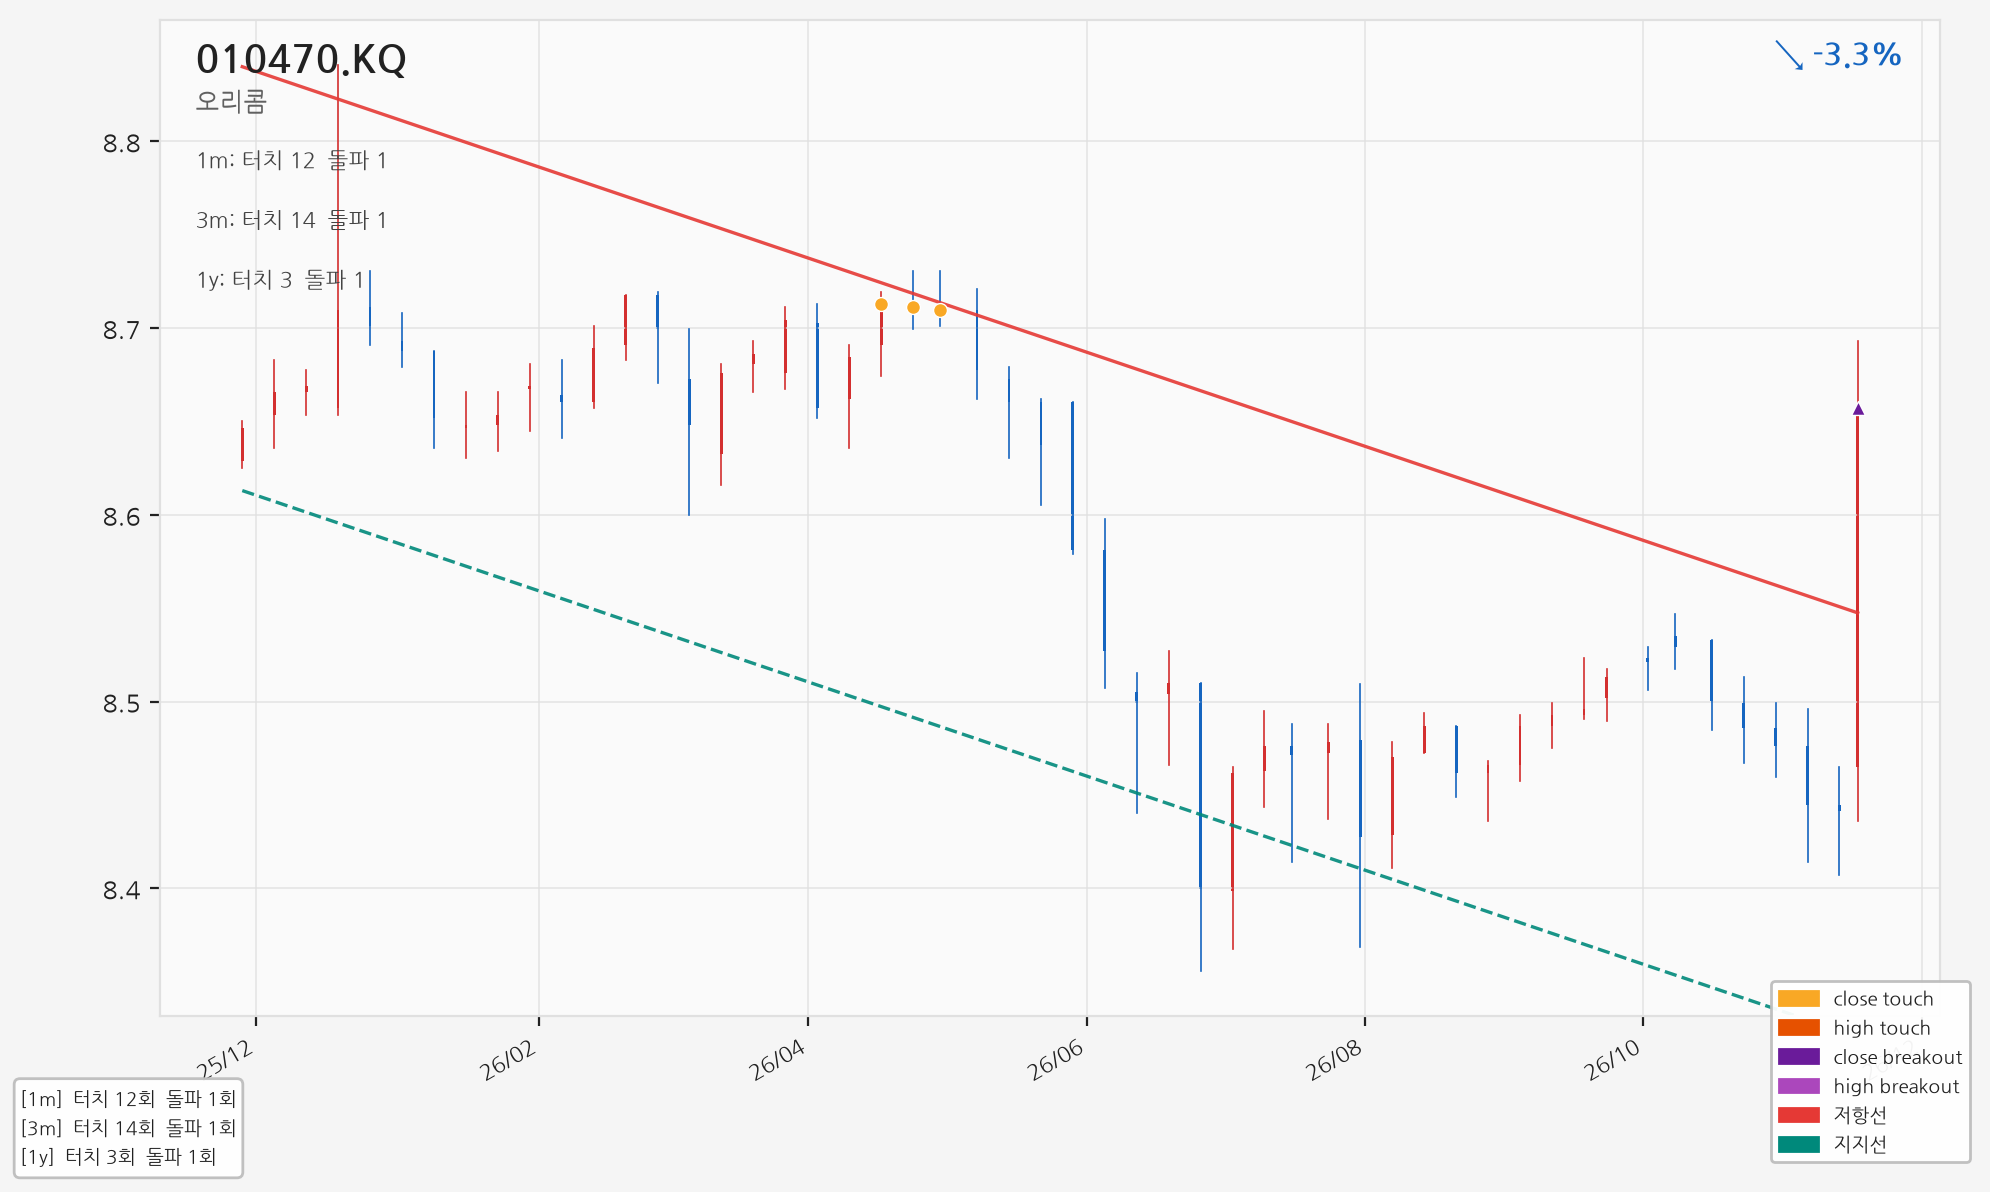 010470.KQ
오리콤
-3.3%
1m: 터치 12 돌파 1
3m: 터치 14 돌파 1
1y: 터치 3 돌파 1
8.8
8.7
8.6
8.5
8.4
25/12
26/02
26/04
26/06
26/08
26/10
[1m] 터치 12회 돌파 1회
[3m] 터치 14회 돌파 1회
[1y] 터치 3회 돌파 1회
close touch
high touch
close breakout
high breakout
저항선
지지선